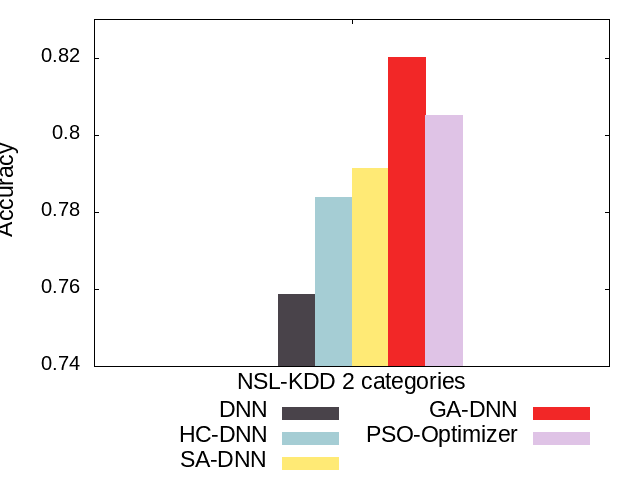 0.82
0.8
0.78
0.76
0.74
Accuracy
NSL-KDD 2 categories
DNN
HC-DNN
SA-DNN
GA-DNN
PSO-Optimizer